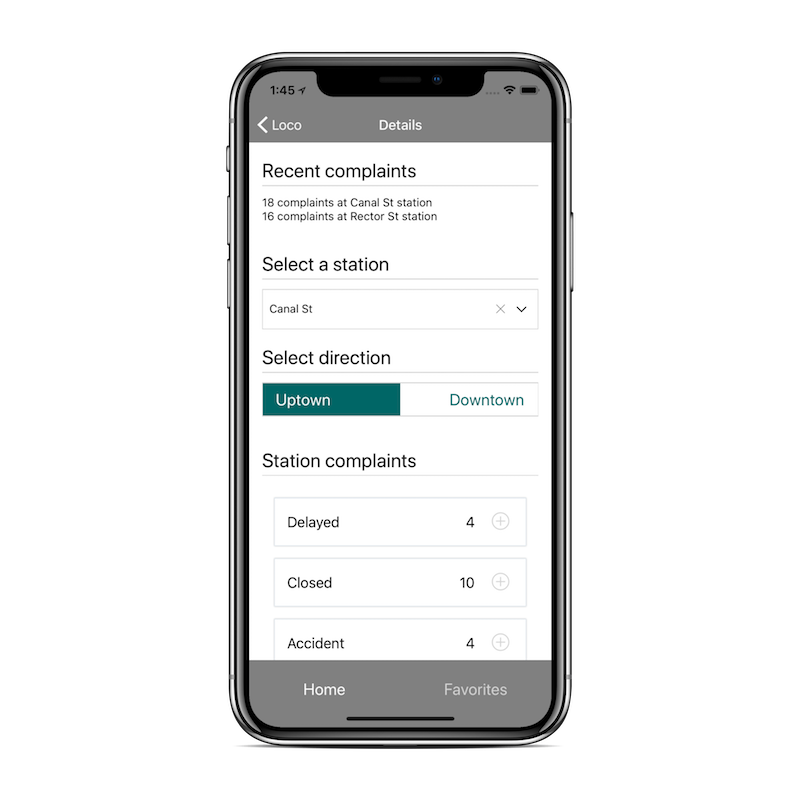 1:45
Loco
Details
Recent complaints
18 complaints at Canal St station
16 complaints at Rector St station
Select a station
Canal St
Select direction
Uptown Downtown
Station complaints
Delayed 4
Closed 10
Accident 4
Home Favorites